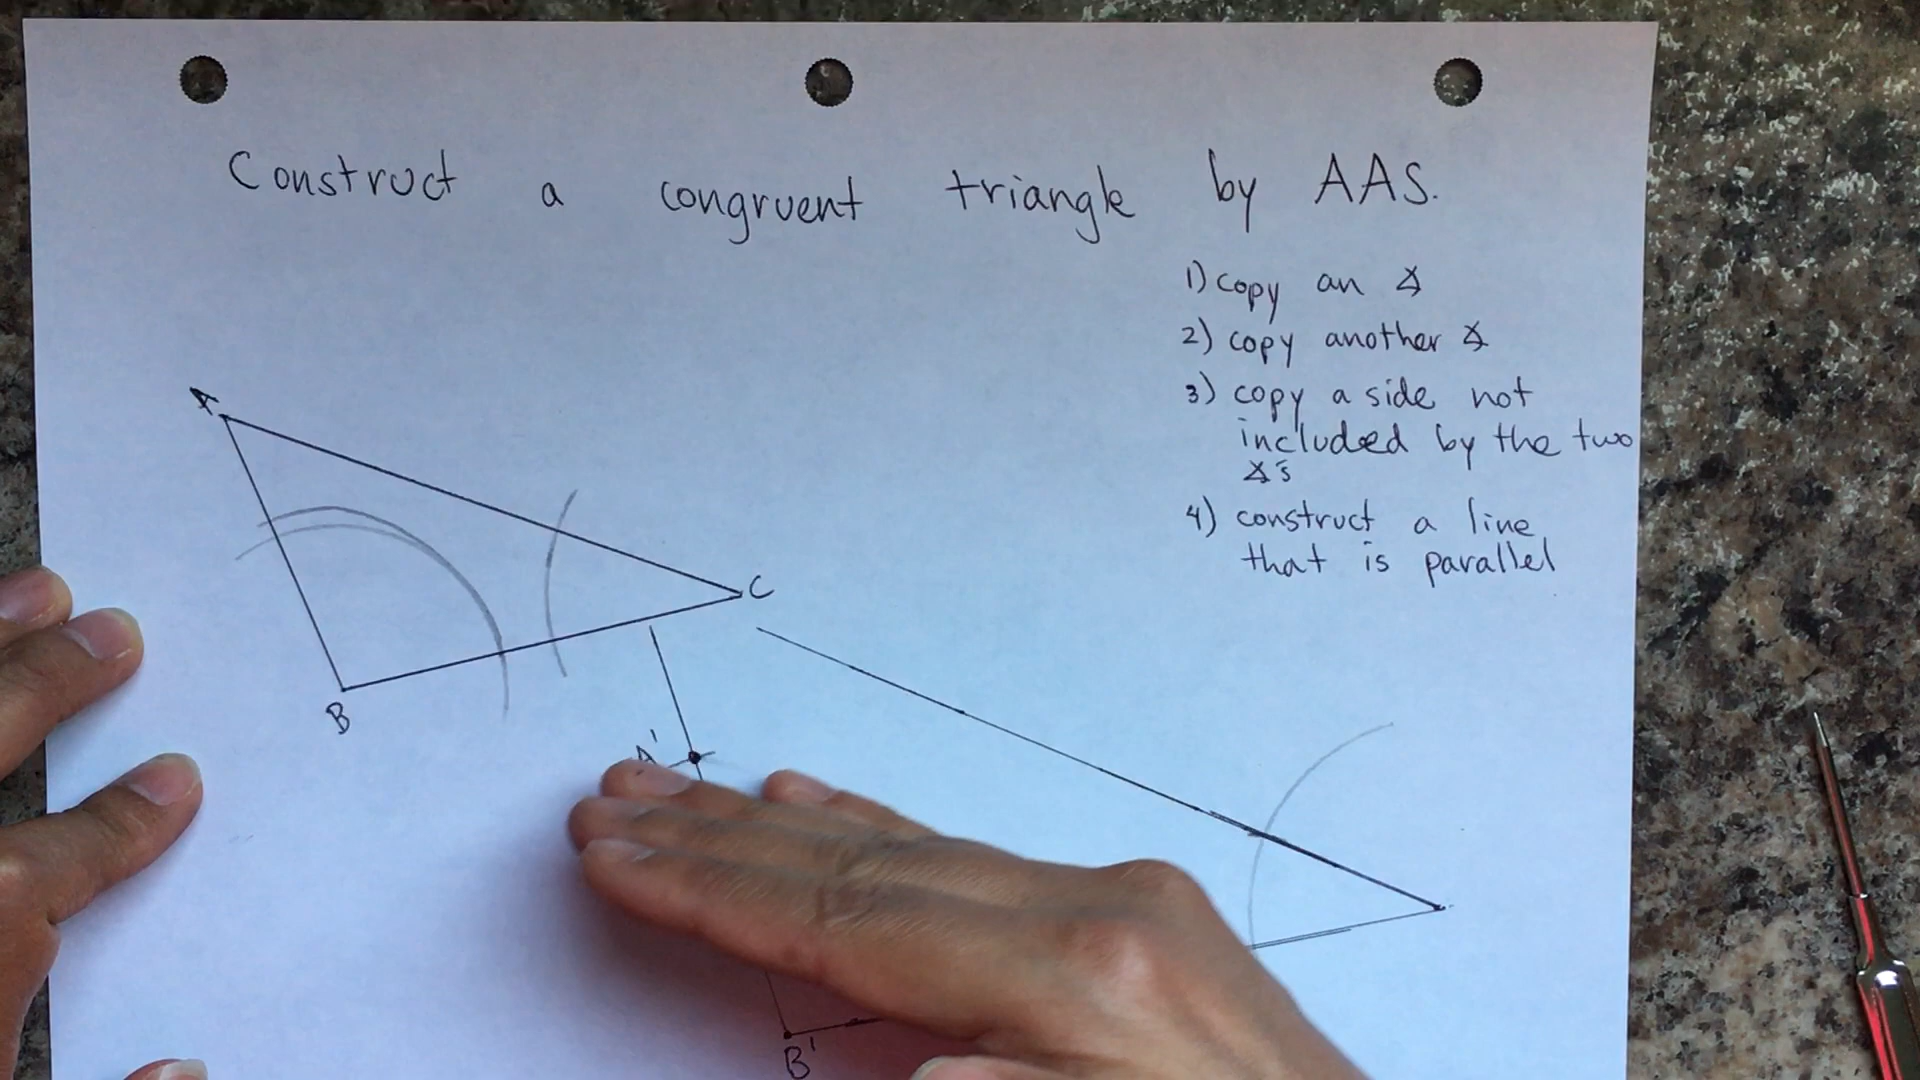 Construct a congruent triangle by AAS.
1) copy an ∡
2) copy another ∡
3) copy a side not
included by the two
∡'s
4) construct a line
that is parallel
A
C
B
A'
B'